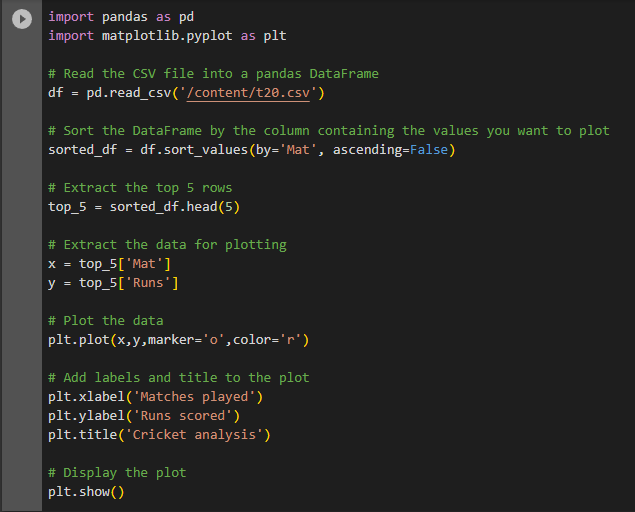 import pandas as pd
import matplotlib.pyplot as plt
# Read the CSV file into a pandas DataFrame
df = pd.read_csv('/content/t20.csv')
# Sort the DataFrame by the column containing the values you want to plot
sorted_df = df.sort_values(by='Mat', ascending=False)
# Extract the top 5 rows
top_5 = sorted_df.head(5)
# Extract the data for plotting
x = top_5['Mat']
y = top_5['Runs']
# Plot the data
plt.plot(x,y,marker='o',color='r')
# Add labels and title to the plot
plt.xlabel('Matches played')
plt.ylabel('Runs scored')
plt.title('Cricket analysis')
# Display the plot
plt.show()